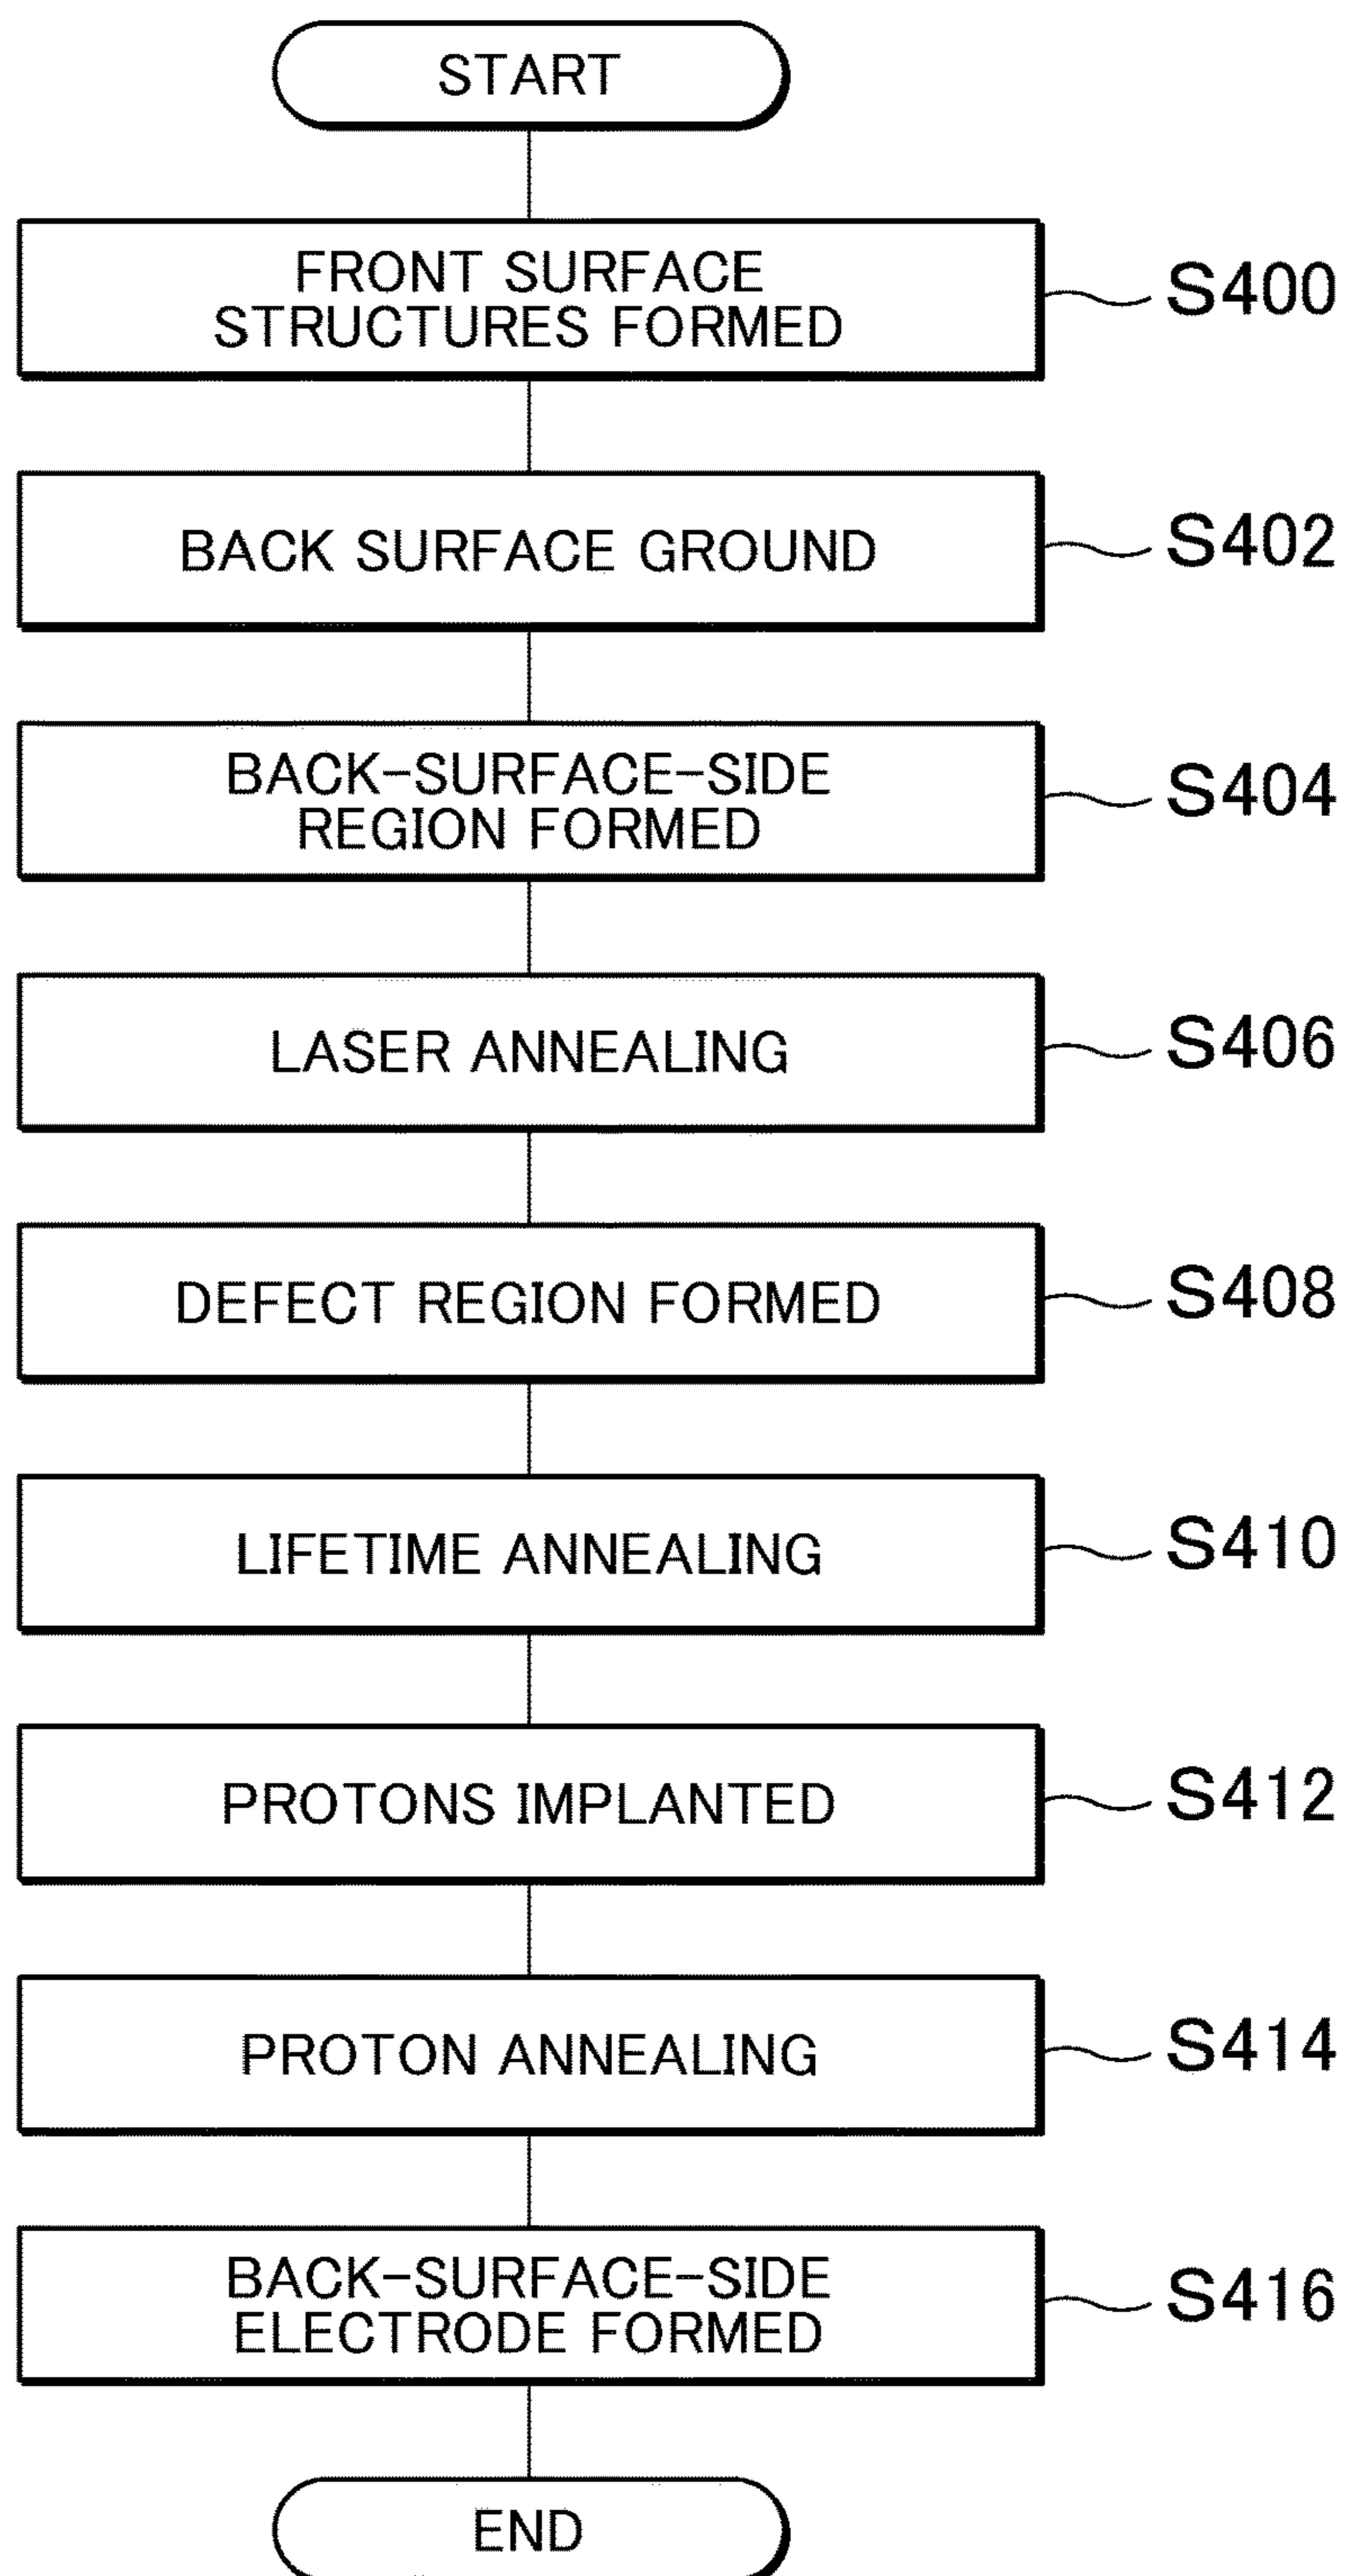 START
FRONT SURFACE
STRUCTURES FORMED
S400
BACK SURFACE GROUND
S402
BACK-SURFACE-SIDE
REGION FORMED
S404
LASER ANNEALING
S406
DEFECT REGION FORMED
S408
LIFETIME ANNEALING
S410
PROTONS IMPLANTED
S412
PROTON ANNEALING
S414
BACK-SURFACE-SIDE
ELECTRODE FORMED
S416
END